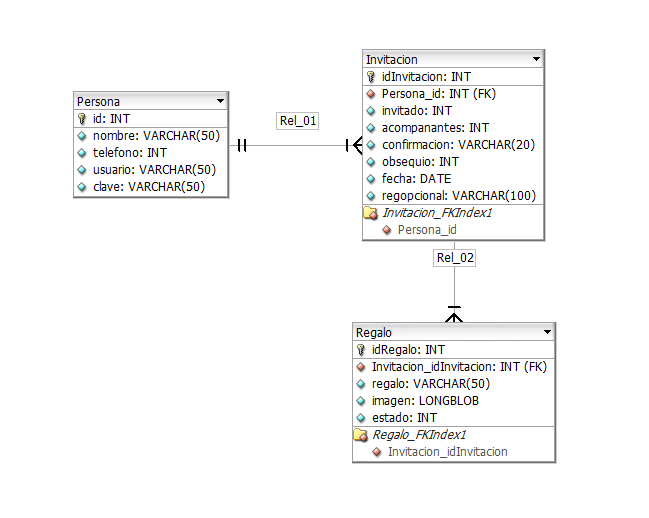 Persona
id: INT
nombre: VARCHAR(50)
telefono: INT
usuario: VARCHAR(50)
clave: VARCHAR(50)
Rel_01
Invitacion
idInvitacion: INT
Persona_id: INT (FK)
invitado: INT
acompanantes: INT
confirmacion: VARCHAR(20)
obsequio: INT
fecha: DATE
regopcional: VARCHAR(100)
Invitacion_FKIndex1
Persona_id
Rel_02
Regalo
idRegalo: INT
Invitacion_idInvitacion: INT (FK)
regalo: VARCHAR(50)
imagen: LONGBLOB
estado: INT
Regalo_FKIndex1
Invitacion_idInvitacion